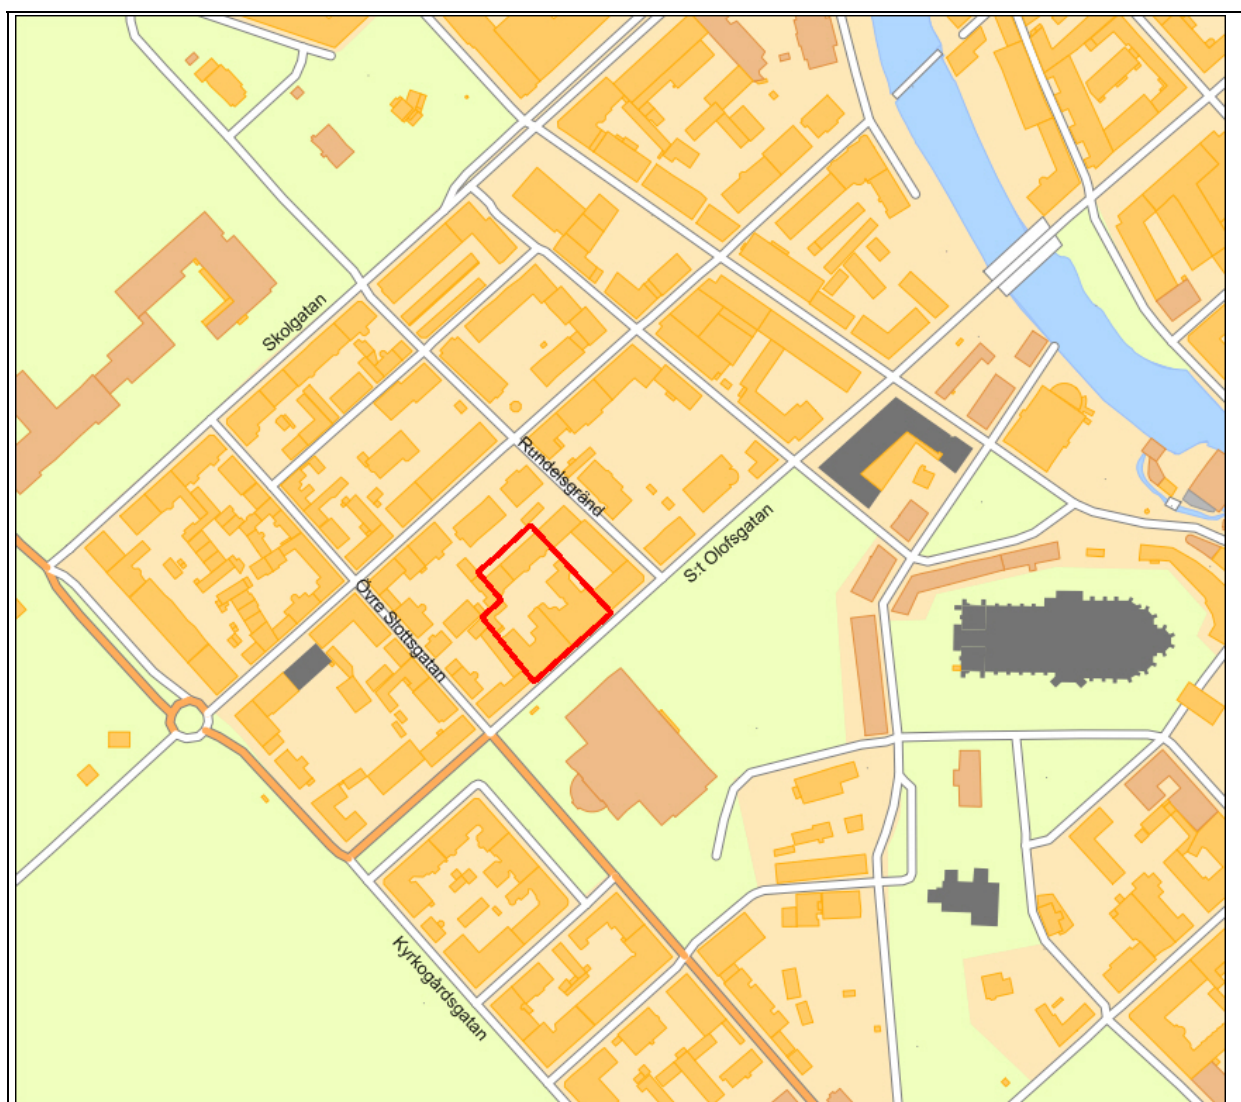 Skolgatan
Rundelsgränd
S:t Olofsgatan
Övre Slottsgatan
Kyrkogårdsgatan